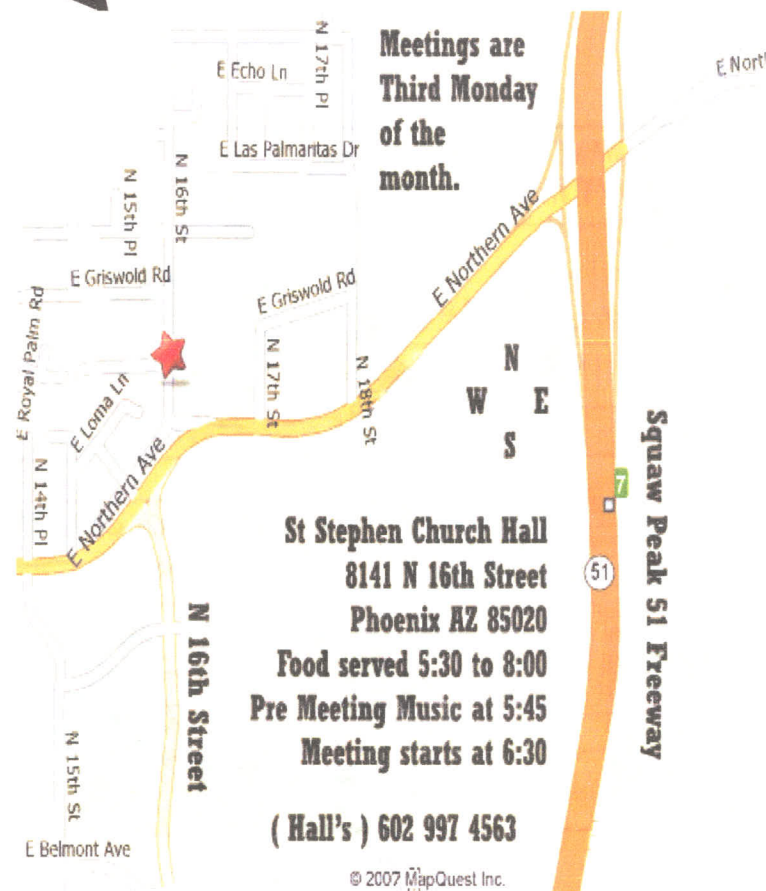 N 17th Pl
Meetings are
Third Monday
of the
month.
E Echo Ln
E Las Palmaritas Dr
N 16th St
N 15th Pl
E Griswold Rd
E Griswold Rd
E Northern Ave
E Royal Palm Rd
E Loma Ln
N 17th St
N 18th St
N
W E
S
N 14th Pl
E Northern Ave
7
51
Squaw Peak 51 Freeway
St Stephen Church Hall
8141 N 16th Street
Phoenix AZ 85020
Food served 5:30 to 8:00
Pre Meeting Music at 5:45
Meeting starts at 6:30
( Hall's ) 602 997 4563
N 16th Street
N 15th St
E Belmont Ave
© 2007 MapQuest Inc.